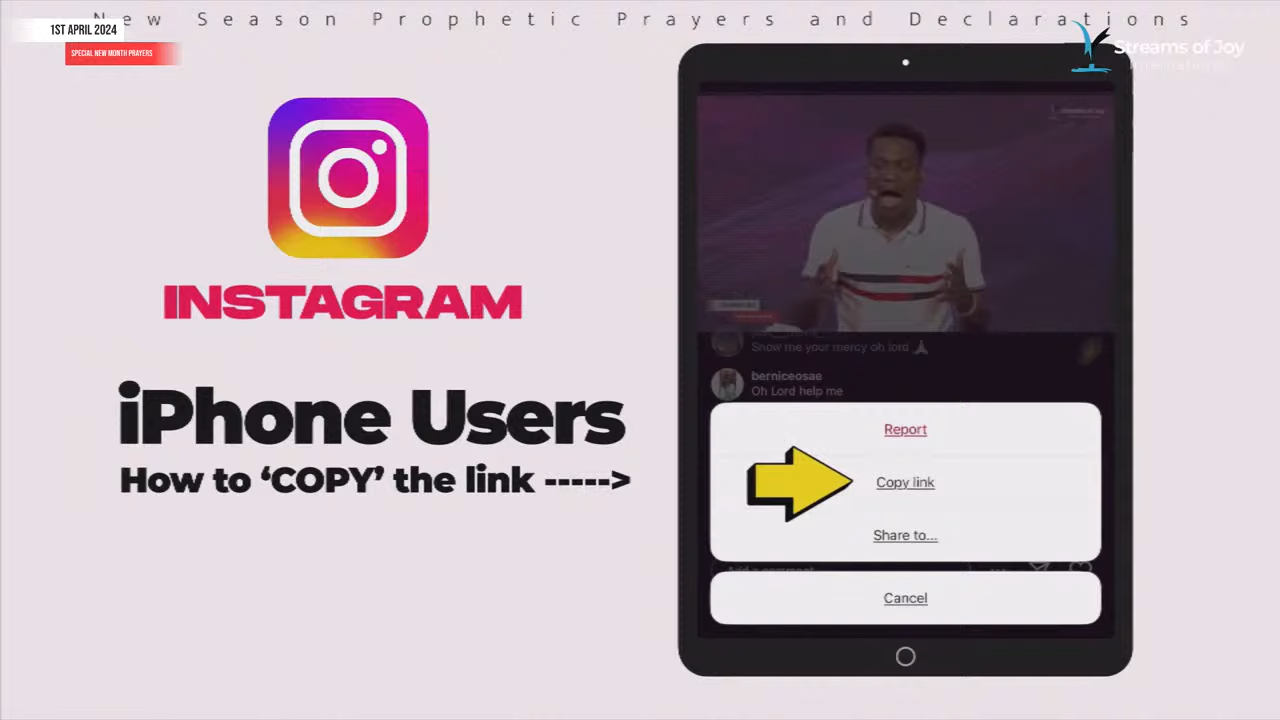 New Season Prophetic Prayers and Declarations
1ST APRIL 2024
SPECIAL NEW MONTH PRAYERS
Streams of Joy
INSTAGRAM
iPhone Users
How to ‘COPY’ the link ----->
Show me your mercy oh lord 🙏
berniceosae
Oh Lord help me
Report
Copy link
Share to...
Add a comment
Cancel